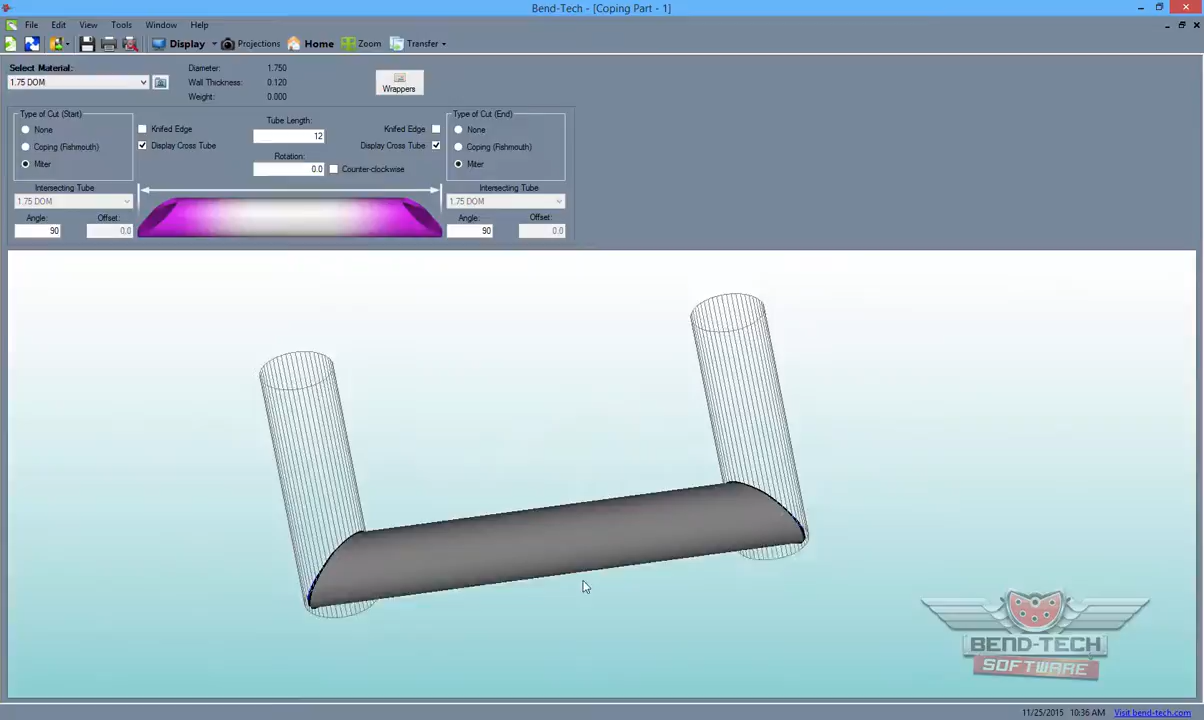 Bend-Tech - [Coping Part - 1]
File Edit View Tools Window Help
Display Projections Home Zoom Transfer
Select Material:
1.75 DOM
Diameter: 1.750
Wall Thickness: 0.120
Weight: 0.000
Wrappers
Type of Cut (Start)
None
Coping (Fishmouth)
Miter
Knifed Edge
Display Cross Tube
Tube Length:
12
Rotation:
0.0 Counter-clockwise
Knifed Edge
Display Cross Tube
Type of Cut (End)
None
Coping (Fishmouth)
Miter
Intersecting Tube
1.75 DOM
Angle: Offset:
90 0.0
Intersecting Tube
1.75 DOM
Angle: Offset:
90 0.0
BEND-TECH
SOFTWARE
11/25/2015 10:36 AM Visit bend-tech.com